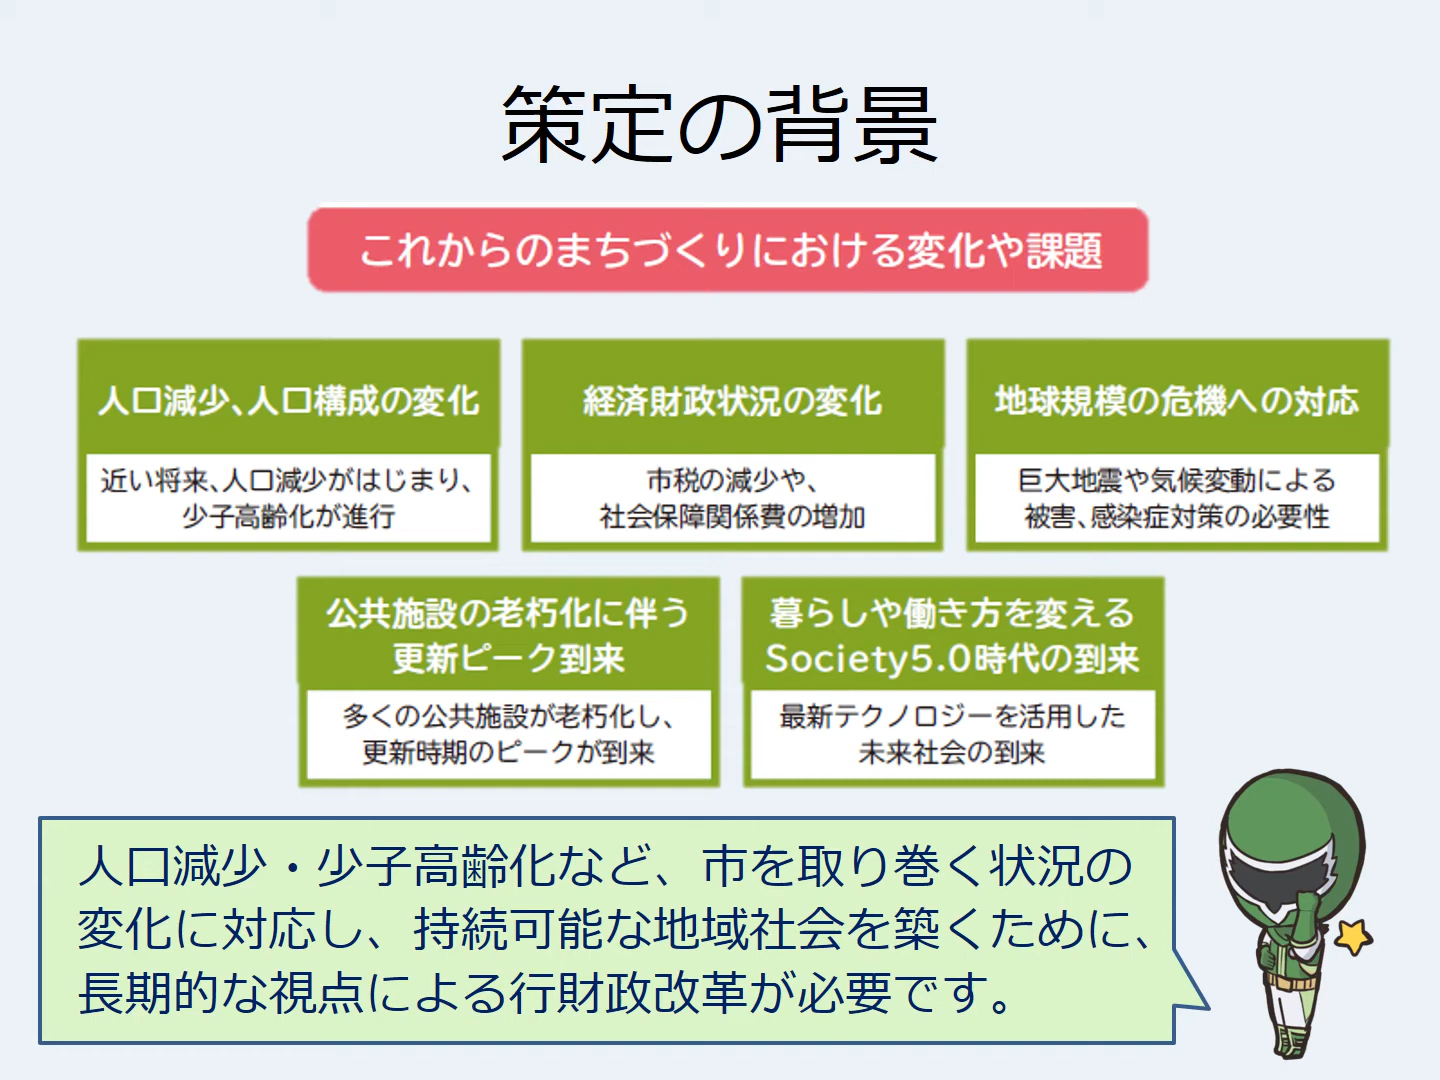 策定の背景
これからのまちづくりにおける変化や課題
人口減少、人口構成の変化
近い将来、人口減少がはじまり、
少子高齢化が進行
経済財政状況の変化
市税の減少や、
社会保障関係費の増加
地球規模の危機への対応
巨大地震や気候変動による
被害、感染症対策の必要性
公共施設の老朽化に伴う
更新ピーク到来
多くの公共施設が老朽化し、
更新時期のピークが到来
暮らしや働き方を変える
Society5.0時代の到来
最新テクノロジーを活用した
未来社会の到来
人口減少・少子高齢化など、市を取り巻く状況の
変化に対応し、持続可能な地域社会を築くために、
長期的な視点による行財政改革が必要です。